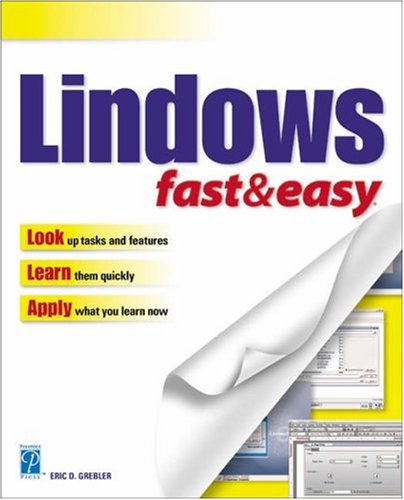 Lindows
fast&easy®
Look up tasks and features
Learn them quickly
Apply what you learn now
Premier
P
Press™
ERIC D. GREBLER